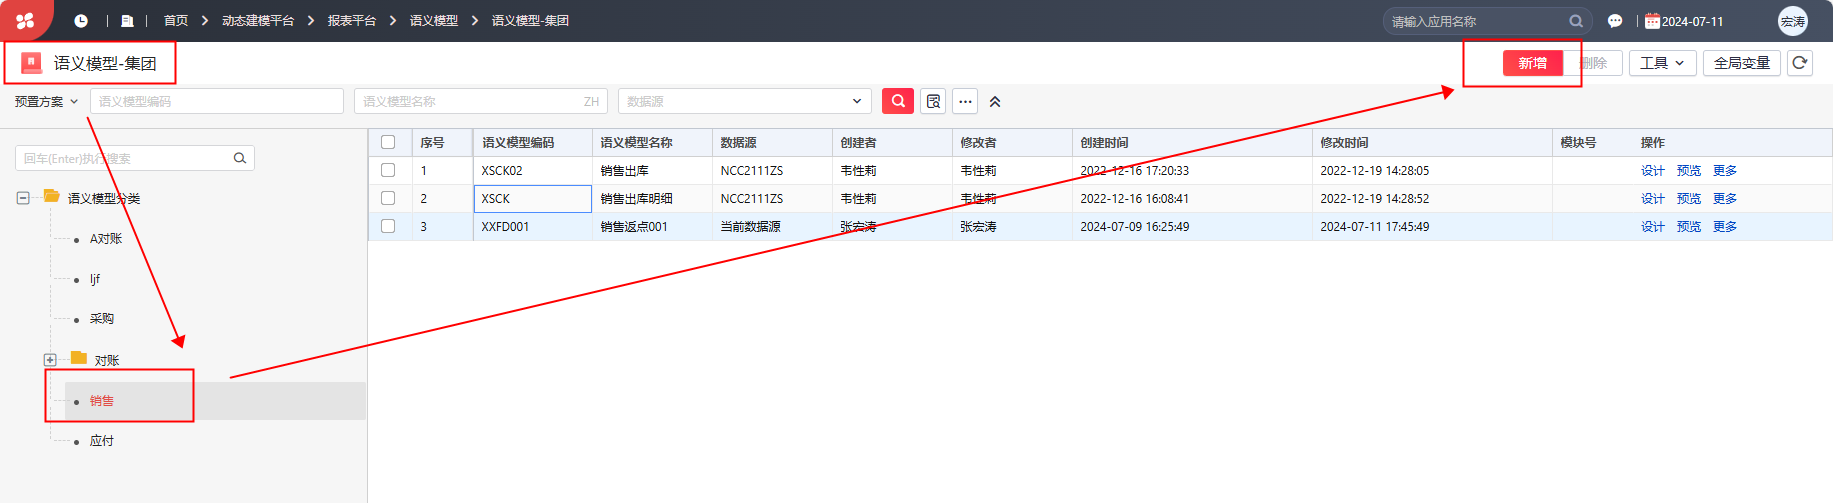 首页 动态建模平台 报表平台 语义模型 语义模型-集团 请输入应用名称 2024-07-11 宏涛
语义模型-集团 新增 删除 工具 全局变量
预置方案 语义模型编码 语义模型名称 ZH 数据源
回车(Enter)执行搜索
语义模型分类
A对账
ljf
采购
对账
销售
应付
序号 语义模型编码 语义模型名称 数据源 创建者 修改者 创建时间 修改时间 模块号 操作
1 XSCK02 销售出库 NCC2111ZS 韦性莉 韦性莉 2022-12-16 17:20:33 2022-12-19 14:28:05 设计 预览 更多
2 XSCK 销售出库明细 NCC2111ZS 韦性莉 韦性莉 2022-12-16 16:08:41 2022-12-19 14:28:52 设计 预览 更多
3 XXFD001 销售返点001 当前数据源 张宏涛 张宏涛 2024-07-09 16:25:49 2024-07-11 17:45:49 设计 预览 更多